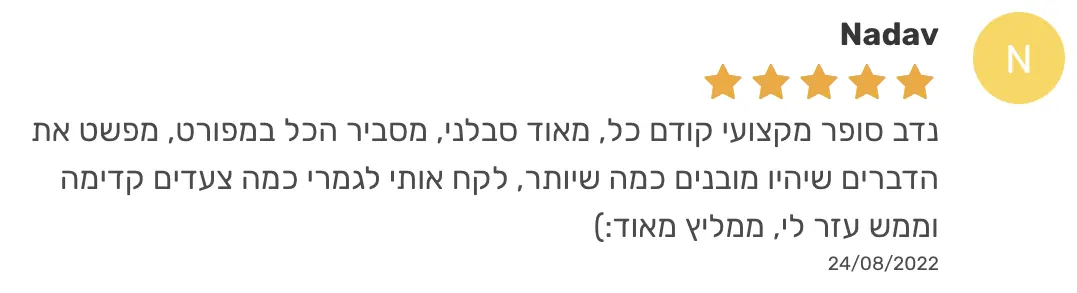 N
Nadav
נדב סופר מקצועי קודם כל, מאוד סבלני, מסביר הכל במפורט, מפשט את
הדברים שיהיו מובנים כמה שיותר, לקח אותי לגמרי כמה צעדים קדימה
וממש עזר לי, ממליץ מאוד:)
24/08/2022